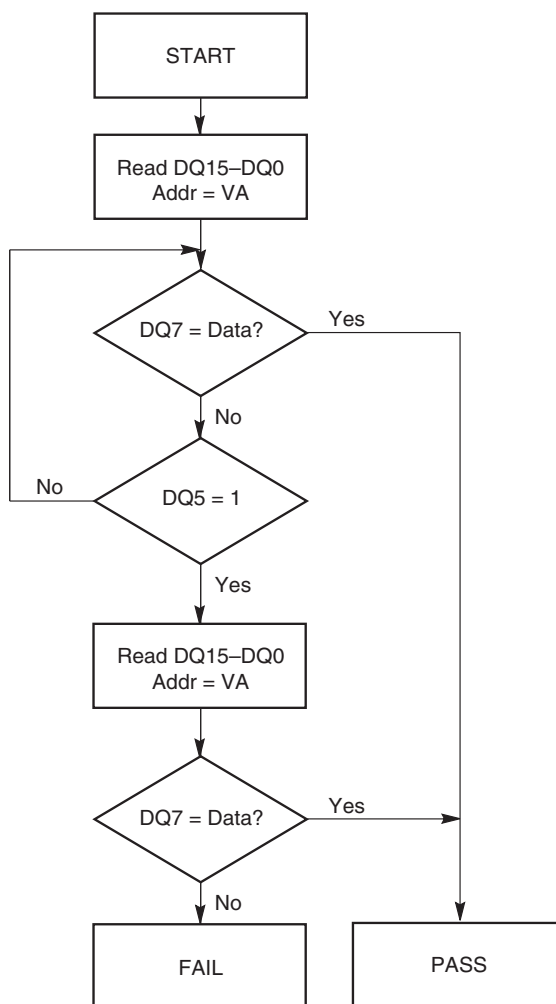 START
Read DQ15–DQ0
Addr = VA
DQ7 = Data?
Yes
No
No
DQ5 = 1
Yes
Read DQ15–DQ0
Addr = VA
DQ7 = Data?
Yes
No
FAIL
PASS